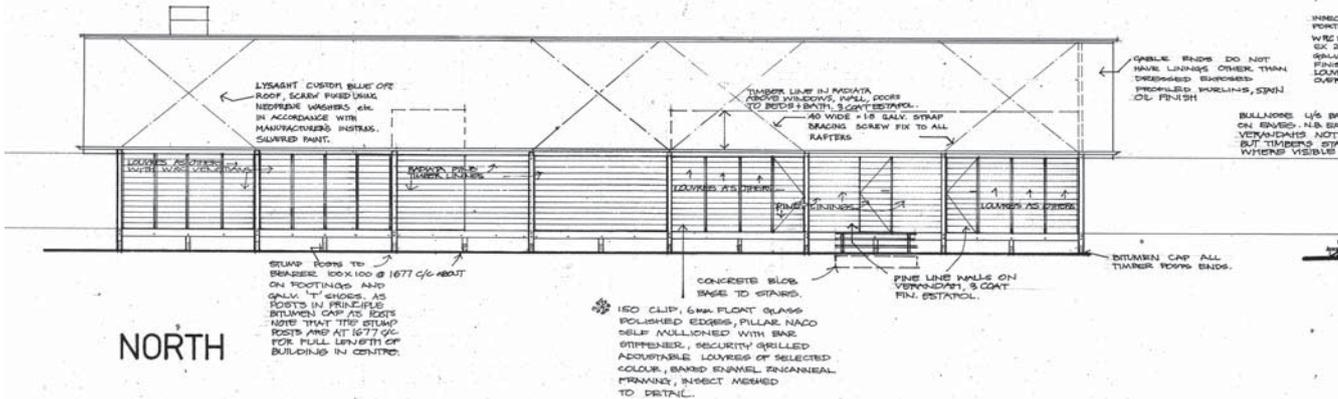 LYSAGHT CUSTOM BLUE ORB
ROOF, SCREW FIXED USING
NEOPRENE WASHERS etc
IN ACCORDANCE WITH
MANUFACTURERS INSTRNS.
SILVERED PAINT.
TIMBER LINE IN RADIATA
ABOVE WINDOWS, WALL, DOORS
TO BEDS + BATH. 3 COAT ESTAPOL.
40 WIDE × 1.8 GALV. STRAP
BRACING SCREW FIX TO ALL
RAFTERS
GABLE ENDS DO NOT
HAVE LININGS OTHER THAN
DRESSED EXPOSED
PROFILED PURLINS, STAIN
OIL FINISH
BULLNOSE U/S
ON EAVES. N.B.
VERANDAHS NOT
BUT TIMBERS
WHERE VISIBLE
LOUVRES AS OTHERS
WITH W.R.C VENETIANS
RADIATA PINE
TIMBER LININGS
LOUVRES AS OTHERS
PINE LININGS
LOUVRES AS OTHERS
STUMP POSTS TO
BEARER 100 X 100 @ 1677 C/C ABOUT
ON FOOTINGS AND
GALV. 'T' SHOES. AS
POSTS IN PRINCIPLE
BITUMEN CAP AS POSTS
NOTE THAT THE STUMP
POSTS ARE AT 1677 C/C
FOR FULL LENGTH OF
BUILDING IN CENTRE.
CONCRETE BLOB
BASE TO STAIRS.
PINE LINE WALLS ON
VERANDAH, 3 COAT
FIN. ESTAPOL.
BITUMEN CAP ALL
TIMBER POSTS ENDS.
150 CLIP, 6mm FLOAT GLASS
POLISHED EDGES, PILLAR NACO
SELF MULLIONED WITH BAR
STIFFENER, SECURITY GRILLED
ADJUSTABLE LOUVRES OF SELECTED
COLOUR, BAKED ENAMEL ZINCANNEAL
FRAMING, INSECT MESHED
TO DETAIL.
NORTH